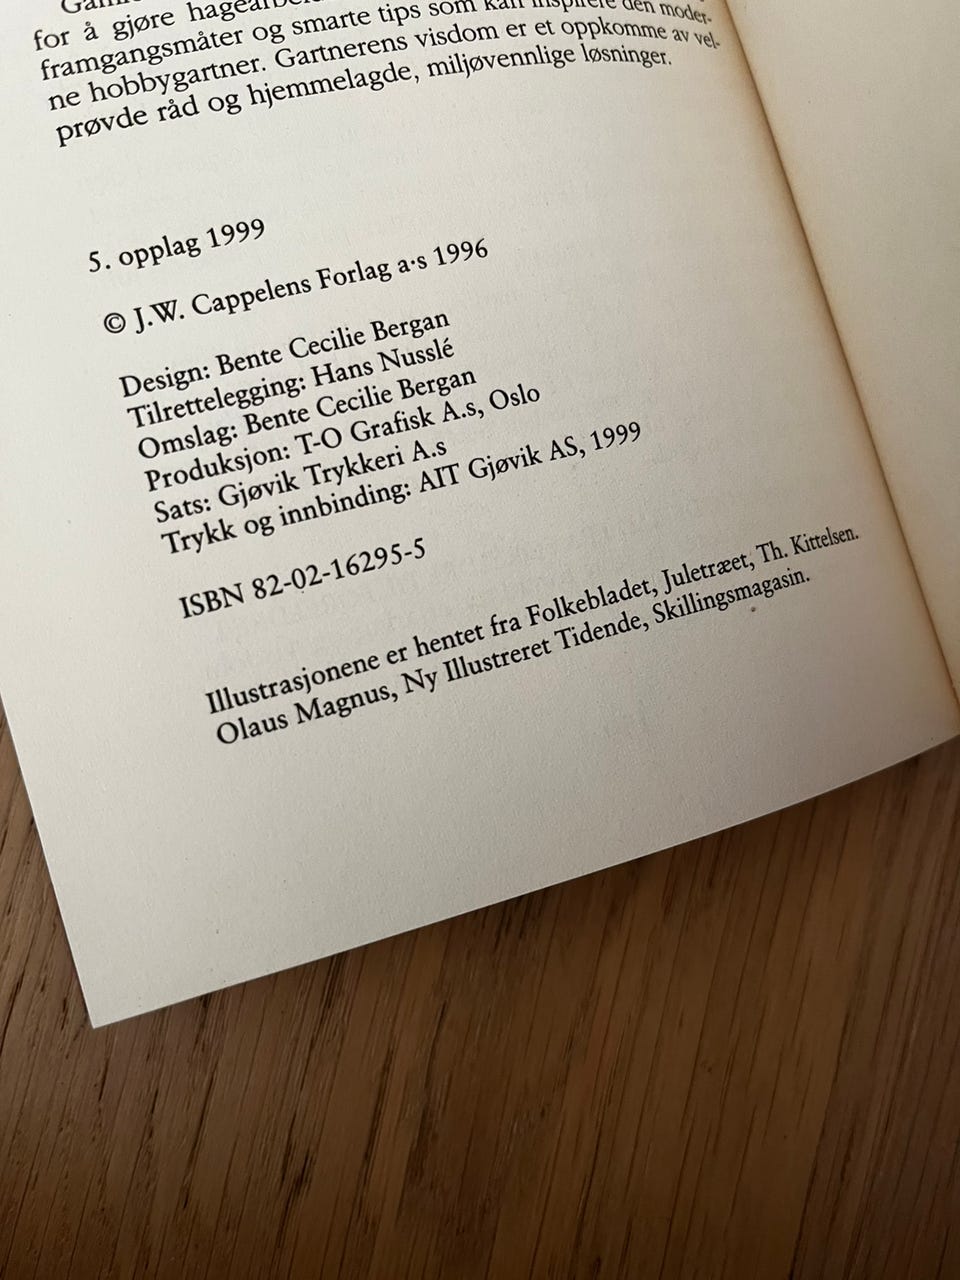 for å gjøre
framgangsmåter og smarte tips som kan inspirere den moder-
ne hobbygartner. Gartnerens visdom er et oppkomme av vel-
prøvde råd og hjemmelagde, miljøvennlige løsninger.
5. opplag 1999
© J.W. Cappelens Forlag a·s 1996
Design: Bente Cecilie Bergan
Tilrettelegging: Hans Nusslé
Omslag: Bente Cecilie Bergan
Produksjon: T-O Grafisk A.s, Oslo
Sats: Gjøvik Trykkeri A.s
Trykk og innbinding: AIT Gjøvik AS, 1999
ISBN 82-02-16295-5
Illustrasjonene er hentet fra Folkebladet, Juletræet, Th. Kittelsen.
Olaus Magnus, Ny Illustreret Tidende, Skillingsmagasin.